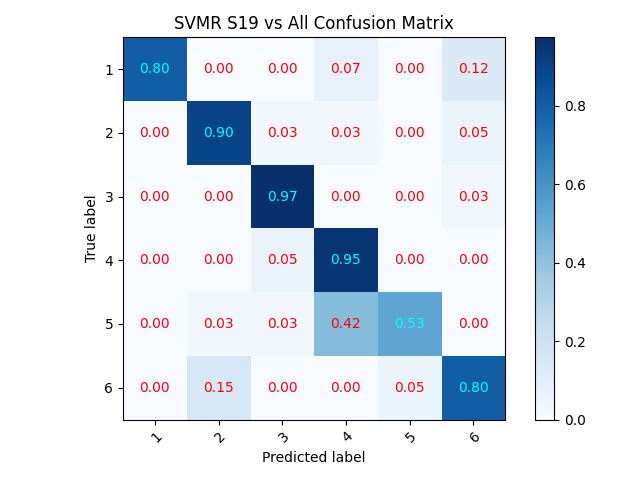 SVMR S19 vs All Confusion Matrix
True label
1 0.80 0.00 0.00 0.07 0.00 0.12
2 0.00 0.90 0.03 0.03 0.00 0.05
3 0.00 0.00 0.97 0.00 0.00 0.03
4 0.00 0.00 0.05 0.95 0.00 0.00
5 0.00 0.03 0.03 0.42 0.53 0.00
6 0.00 0.15 0.00 0.00 0.05 0.80
1 2 3 4 5 6
Predicted label
0.8
0.6
0.4
0.2
0.0